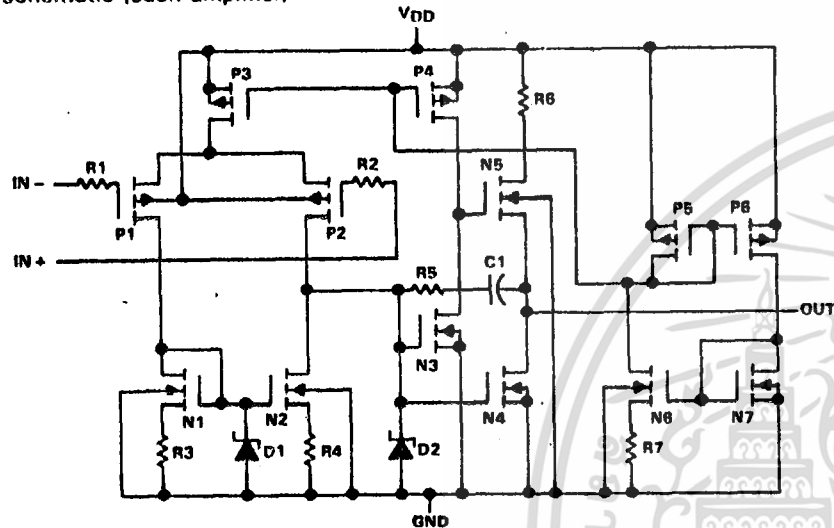 schematic (each amplifier)
VDD
P3
P4
R6
IN −
R1
R2
N5
P1
P2
P5
P6
IN +
R5
C1
OUT
N3
N1
N2
N4
N6
N7
R3
D1
R4
D2
R7
GND